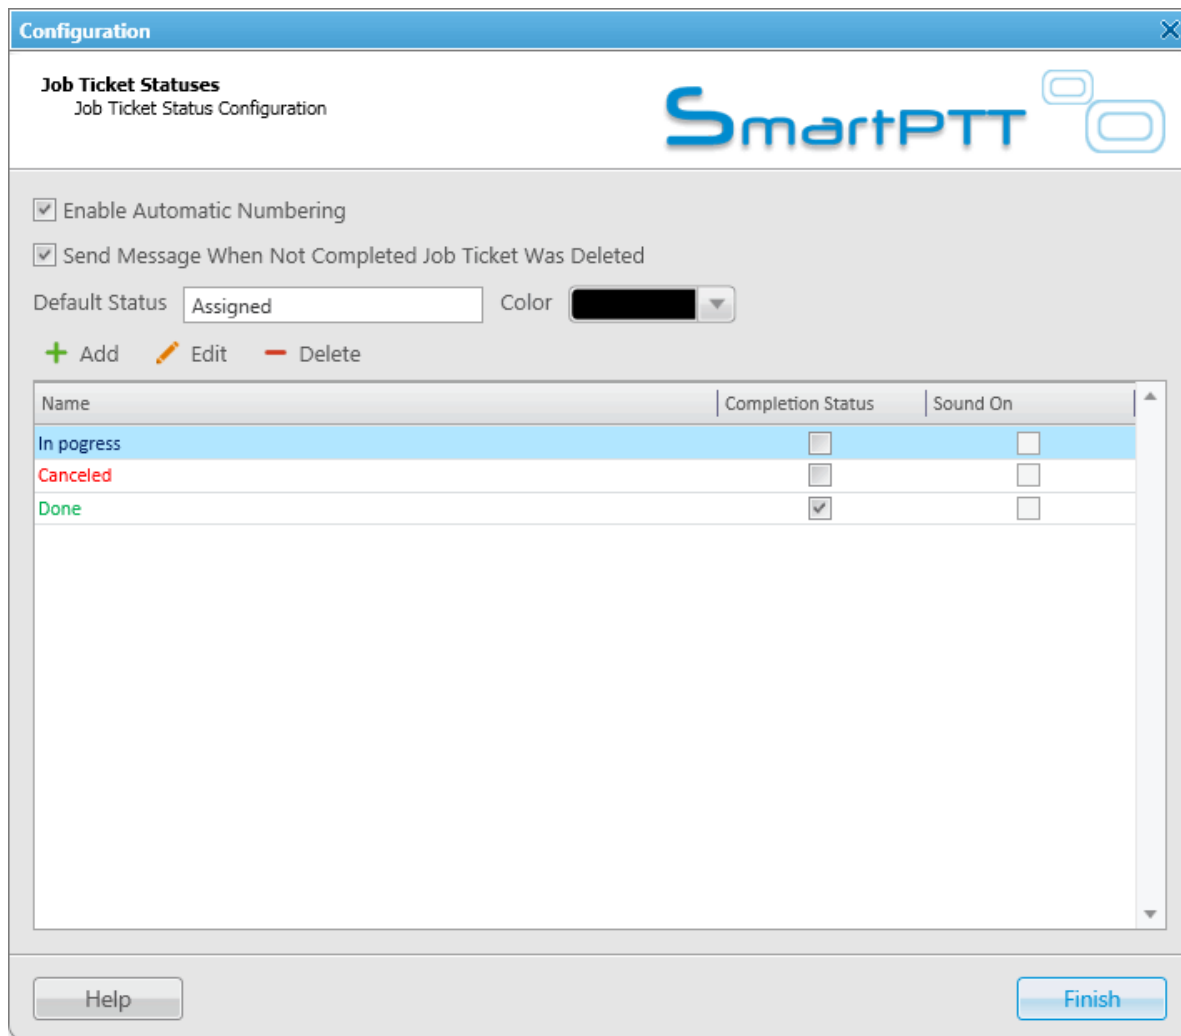 Configuration
Job Ticket Statuses
Job Ticket Status Configuration
SmartPTT
Enable Automatic Numbering
Send Message When Not Completed Job Ticket Was Deleted
Default Status Assigned Color
Add Edit Delete
Name Completion Status Sound On
In pogress
Canceled
Done
Help Finish